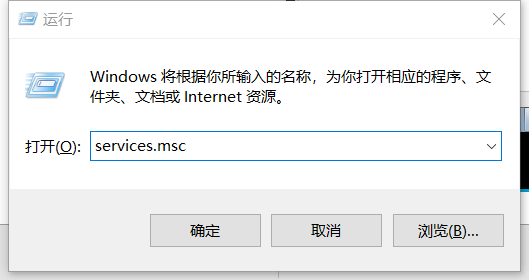 运行
Windows 将根据你所输入的名称，为你打开相应的程序、文
件夹、文档或 Internet 资源。
打开(O): services.msc
确定 取消 浏览(B)...